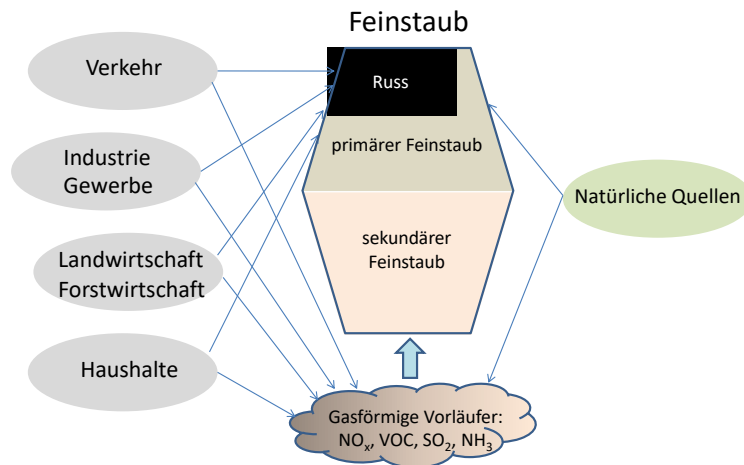 Feinstaub
Verkehr
Russ
primärer Feinstaub
Industrie
Gewerbe
Natürliche Quellen
sekundärer
Feinstaub
Landwirtschaft
Forstwirtschaft
Haushalte
Gasförmige Vorläufer:
NOₓ, VOC, SO₂, NH₃